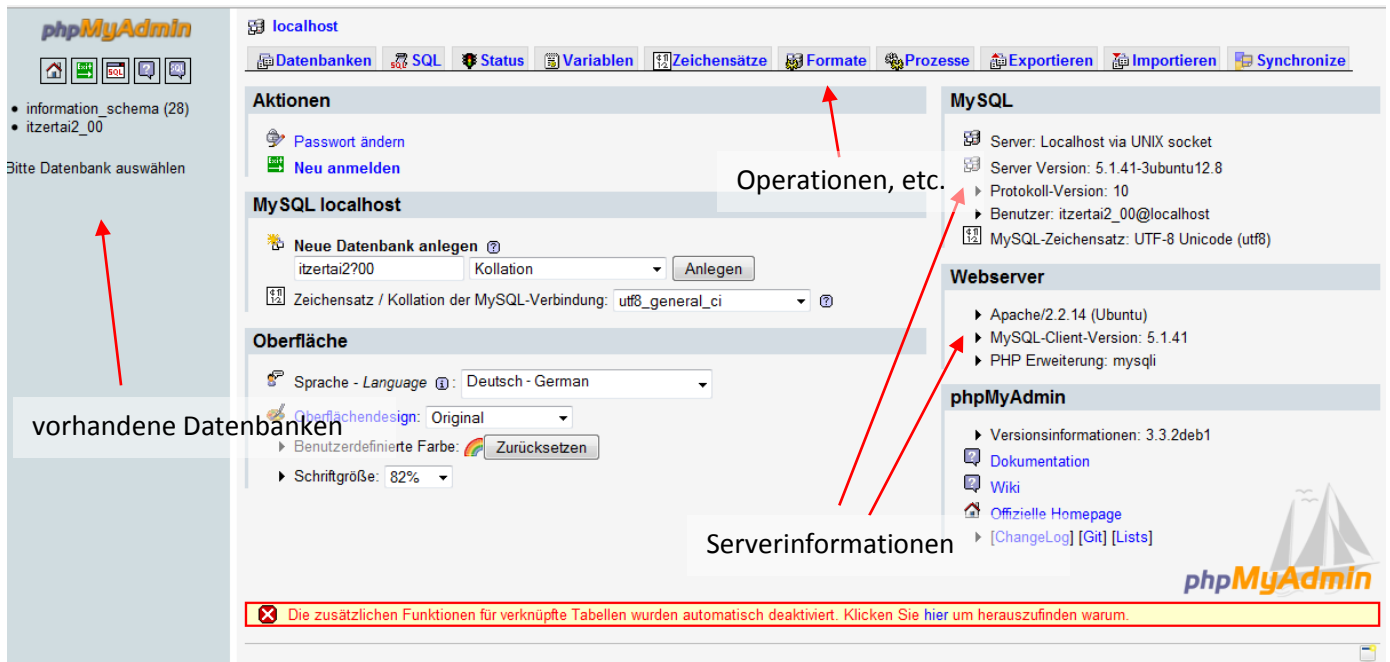 phpMyAdmin
information_schema (28)
itzertai2_00
Bitte Datenbank auswählen
vorhandene Datenbanken
localhost
Datenbanken SQL Status Variablen Zeichensätze Formate Prozesse Exportieren Importieren Synchronize
Aktionen
Passwort ändern
Neu anmelden
Operationen, etc.
MySQL localhost
Neue Datenbank anlegen
itzertai2?00 Kollation Anlegen
Zeichensatz / Kollation der MySQL-Verbindung: utf8_general_ci
Oberfläche
Sprache - Language : Deutsch - German
Oberflächendesign: Original
Benutzerdefinierte Farbe: Zurücksetzen
Schriftgröße: 82%
Serverinformationen
MySQL
Server: Localhost via UNIX socket
Server Version: 5.1.41-3ubuntu12.8
Protokoll-Version: 10
Benutzer: itzertai2_00@localhost
MySQL-Zeichensatz: UTF-8 Unicode (utf8)
Webserver
Apache/2.2.14 (Ubuntu)
MySQL-Client-Version: 5.1.41
PHP Erweiterung: mysqli
phpMyAdmin
Versionsinformationen: 3.3.2deb1
Dokumentation
Wiki
Offizielle Homepage
[ChangeLog] [Git] [Lists]
phpMyAdmin
Die zusätzlichen Funktionen für verknüpfte Tabellen wurden automatisch deaktiviert. Klicken Sie hier um herauszufinden warum.